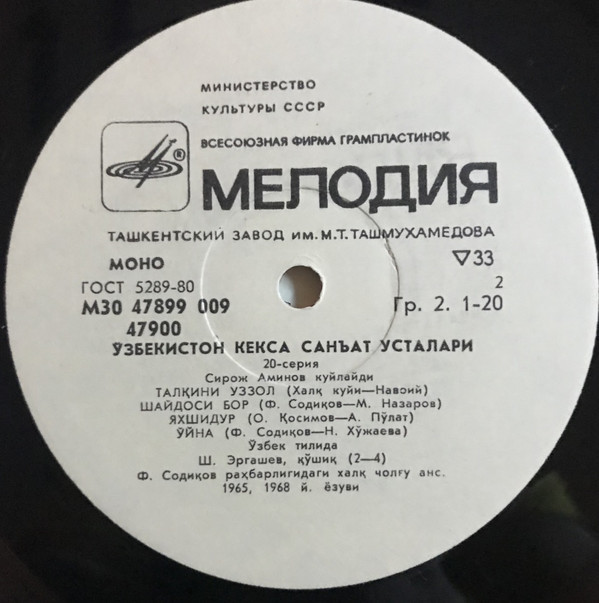 МИНИСТЕРСТВО
КУЛЬТУРЫ СССР
ВСЕСОЮЗНАЯ ФИРМА ГРАМПЛАСТИНОК
®
МЕЛОДИЯ
ТАШКЕНТСКИЙ ЗАВОД ИМ. М.Т. ТАШМУХАМЕДОВА
МОНО ▽33
ГОСТ 5289-80 2
М30 47899 009 Гр. 2. 1-20
47900
ЎЗБЕКИСТОН КЕКСА САНЪАТ УСТАЛАРИ
20-серия
Сирож Аминов куйлайди
ТАЛҚИНИ УЗЗОЛ (Халқ куйи—Навоий)
ШАЙДОСИ БОР (Ф. Содиқов—М. Назаров)
ЯХШИДУР (О. Қосимов—А. Пўлат)
ЎЙНА (Ф. Содиқов—Н. Хўжаева)
Ўзбек тилида
Ш. Эргашев, қўшиқ (2—4)
Ф. Содиқов раҳбарлигидаги халқ чолғу анс.
1965, 1968 й. ёзуви